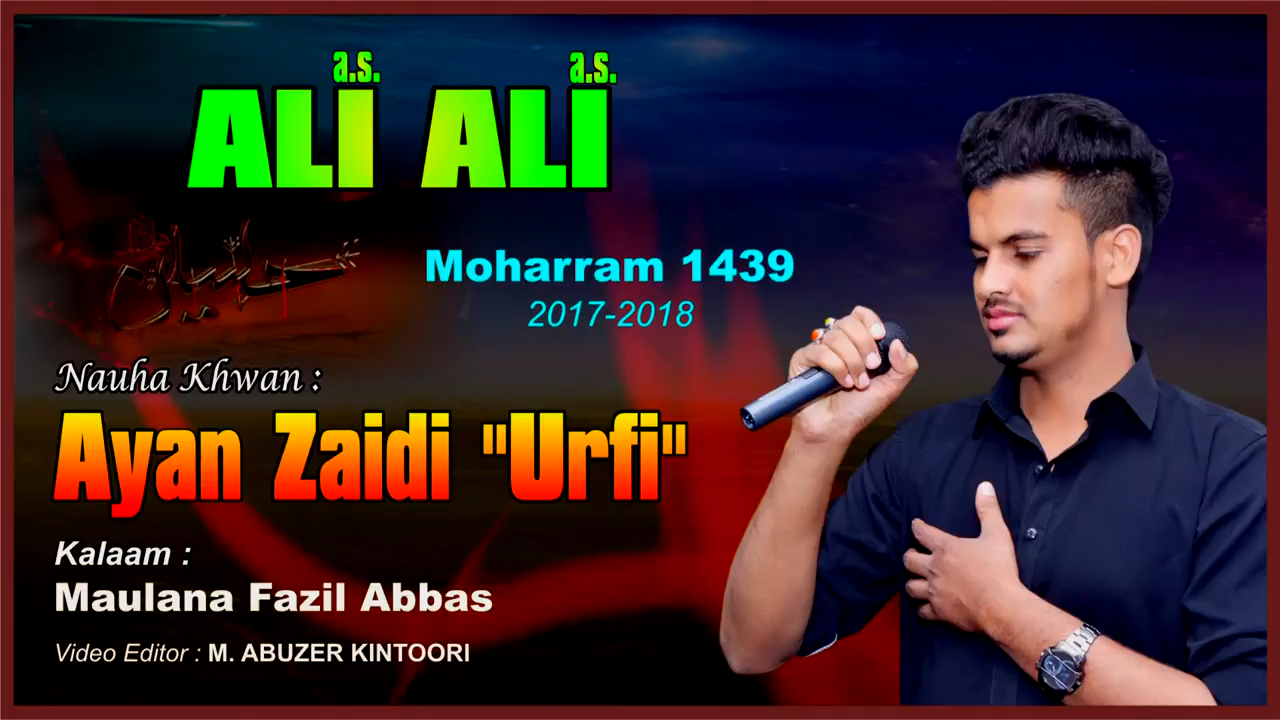 a.s. a.s.
ALi ALi
حسین
Moharram 1439
2017-2018
Nauha Khwan :
Ayan Zaidi "Urfi"
Kalaam :
Maulana Fazil Abbas
Video Editor : M. ABUZER KINTOORI